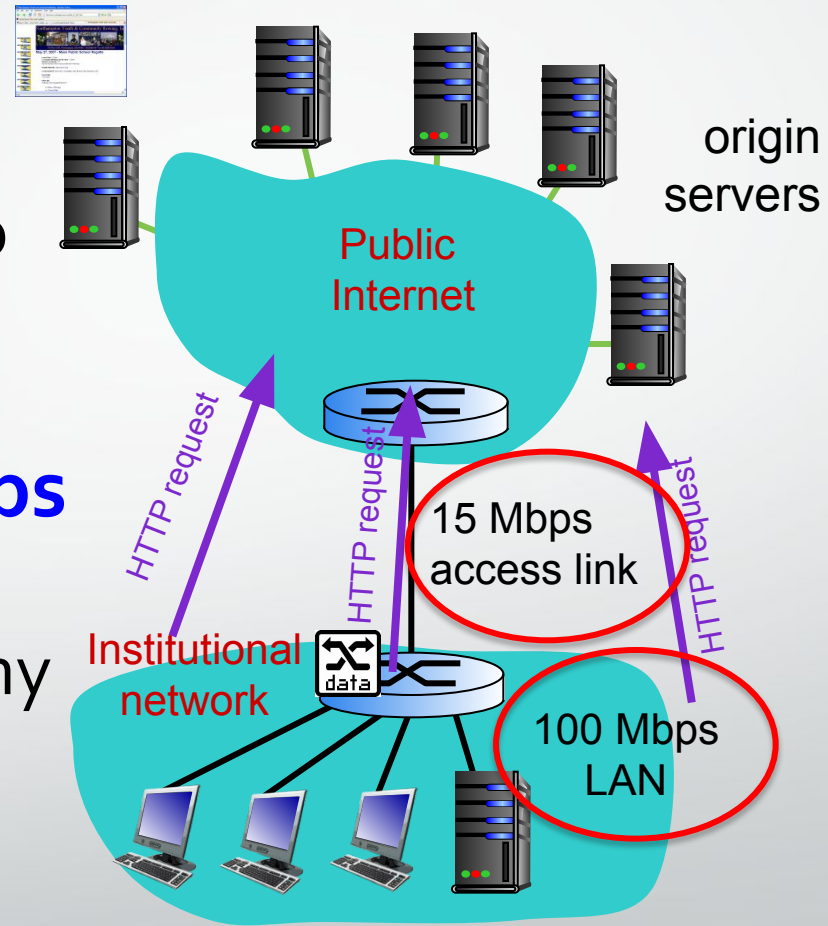 origin
servers
Public
Internet
HTTP request
HTTP request
HTTP request
15 Mbps
access link
Institutional
network
data
100 Mbps
LAN